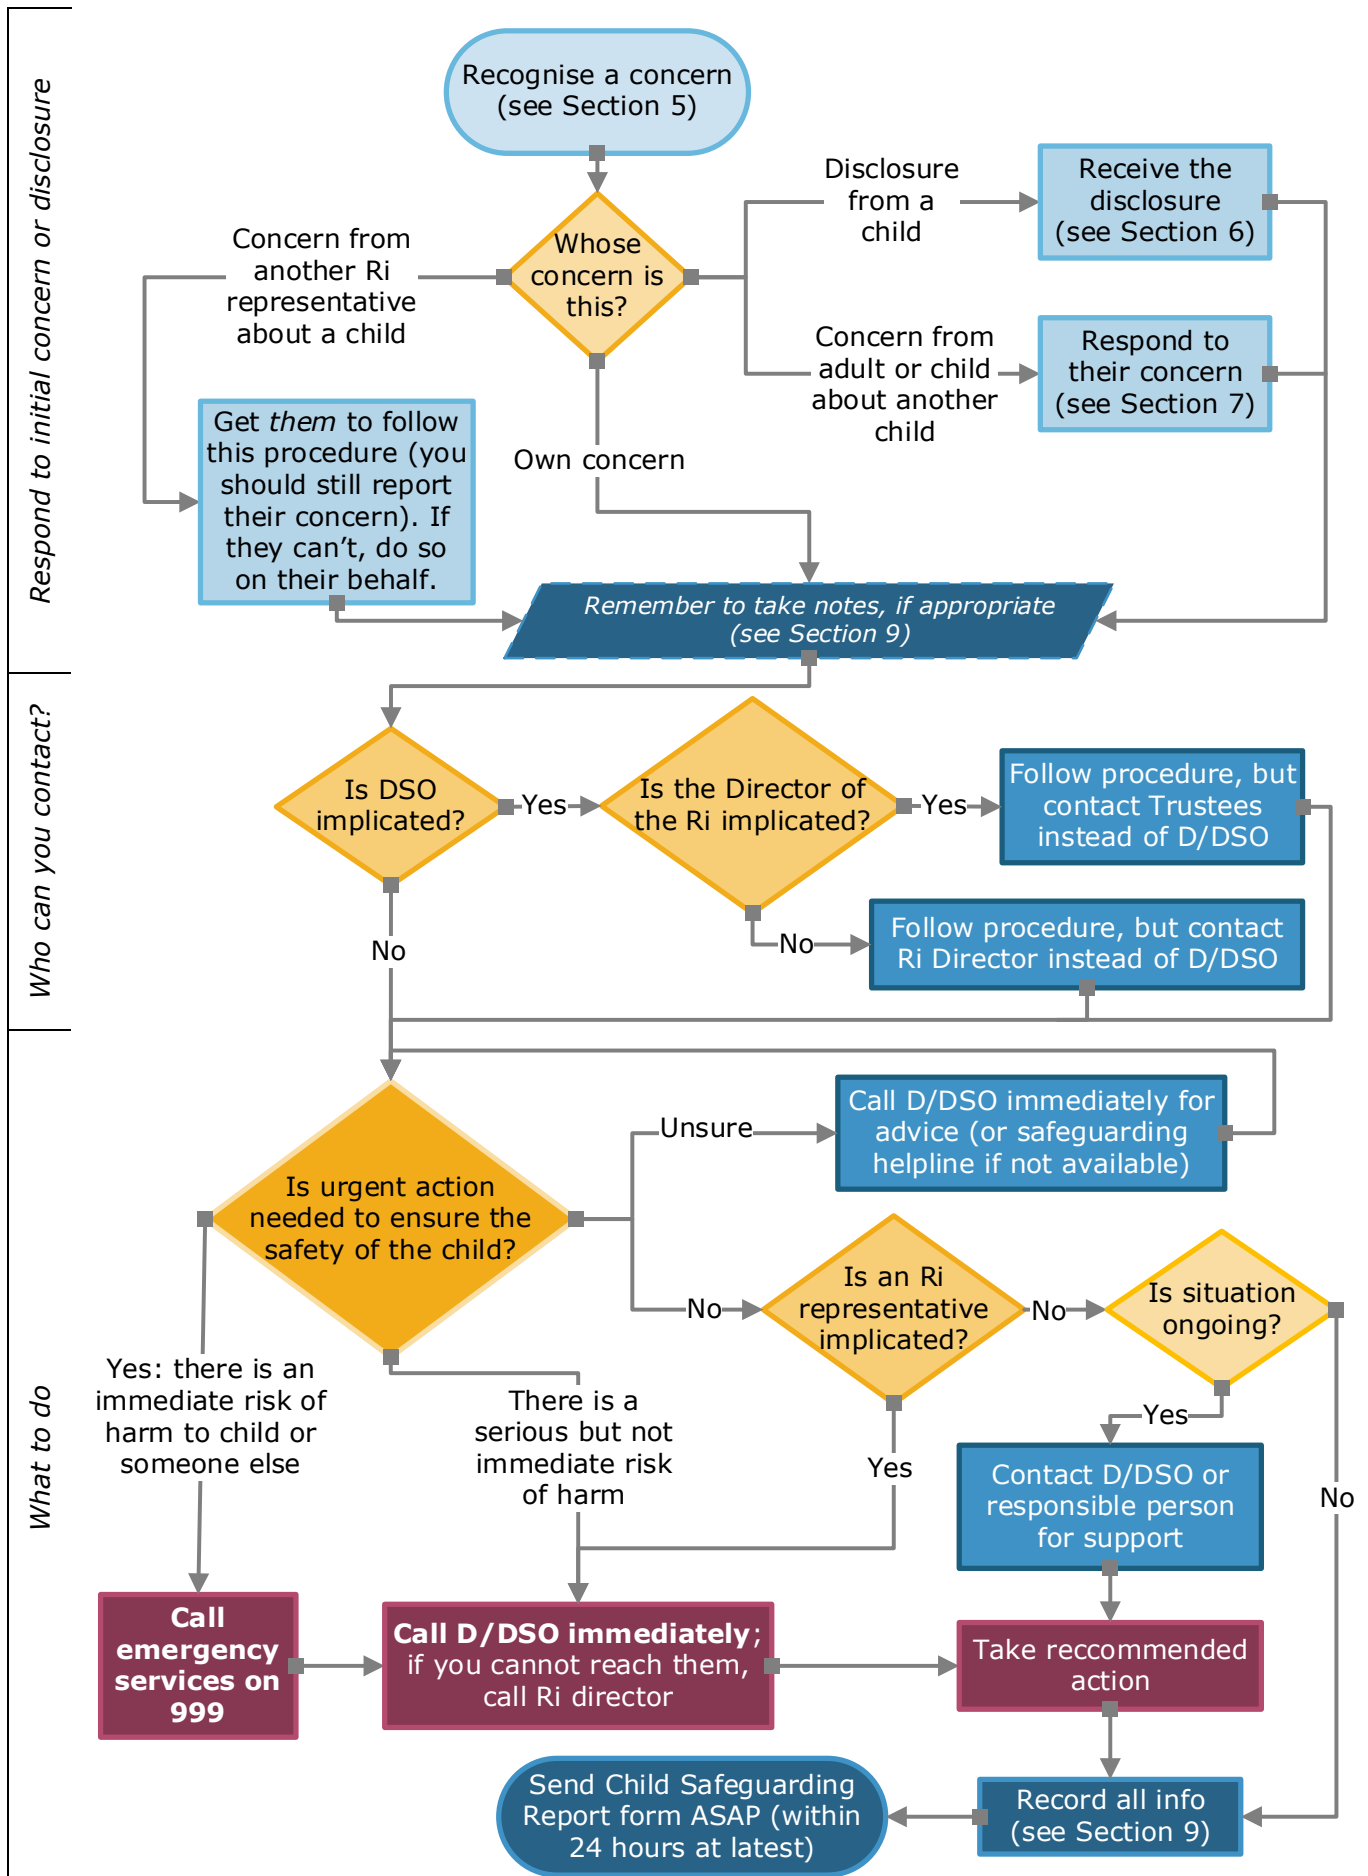 Respond to initial concern or disclosure
Recognise a concern
(see Section 5)
Whose
concern is
this?
Disclosure
from a
child
Receive the
disclosure
(see Section 6)
Concern from
another Ri
representative
about a child
Concern from
adult or child
about another
child
Respond to
their concern
(see Section 7)
Get them to follow
this procedure (you
should still report
their concern). If
they can't, do so
on their behalf.
Own concern
Remember to take notes, if appropriate
(see Section 9)
Who can you contact?
Is DSO
implicated?
Yes
Is the Director of
the Ri implicated?
Yes
Follow procedure, but
contact Trustees
instead of D/DSO
No
No
Follow procedure, but contact
Ri Director instead of D/DSO
What to do
Is urgent action
needed to ensure the
safety of the child?
Unsure
Call D/DSO immediately for
advice (or safeguarding
helpline if not available)
No
Is an Ri
representative
implicated?
No
Is situation
ongoing?
Yes: there is an
immediate risk of
harm to child or
someone else
There is a
serious but not
immediate risk
of harm
Yes
Yes
No
Contact D/DSO or
responsible person
for support
Call
emergency
services on
999
Call D/DSO immediately;
if you cannot reach them,
call Ri director
Take reccommended
action
Record all info
(see Section 9)
Send Child Safeguarding
Report form ASAP (within
24 hours at latest)